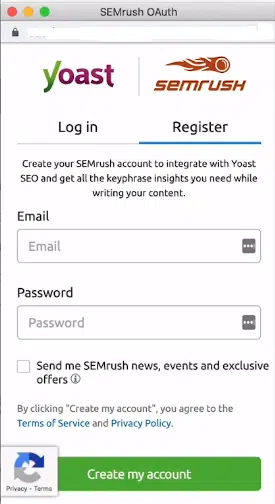 SEMrush OAuth
yoast
semrush
Log in
Register
Create your SEMrush account to integrate with Yoast
SEO and get all the keyphrase insights you need while
writing your content.
Email
Email
Password
Password
Send me SEMrush news, events and exclusive
offers
By clicking "Create my account", you agree to the
Terms of Service and Privacy Policy.
Privacy - Terms
Create my account